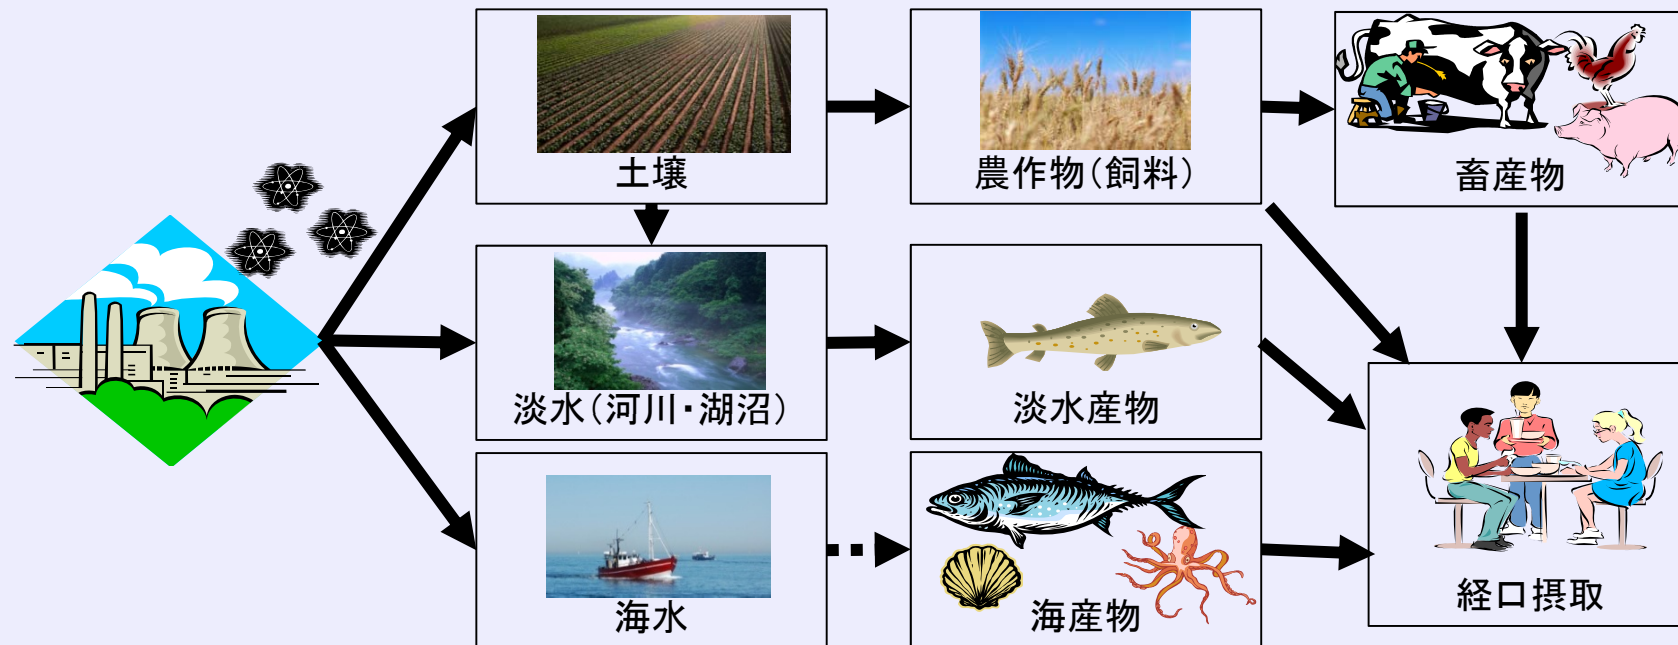 土壌
農作物(飼料)
畜産物
淡水(河川・湖沼)
淡水産物
海水
海産物
経口摂取